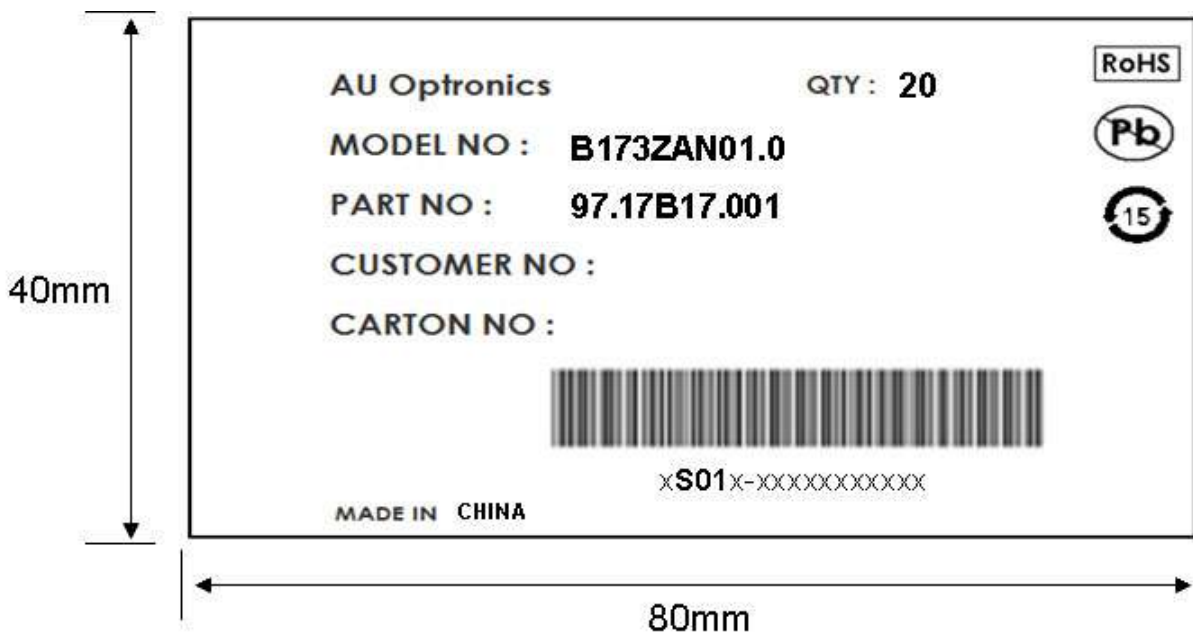 AU Optronics QTY : 20 RoHS
MODEL NO : B173ZAN01.0 Pb
PART NO : 97.17B17.001 15
CUSTOMER NO :
40mm
CARTON NO :
xS01x-xxxxxxxxxxx
MADE IN CHINA
80mm